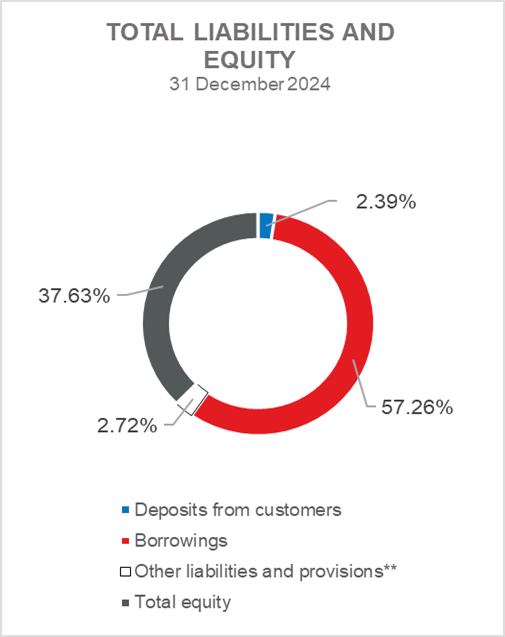 TOTAL LIABILITIES AND
EQUITY
31 December 2024
2.39%
37.63%
57.26%
2.72%
Deposits from customers
Borrowings
Other liabilities and provisions**
Total equity